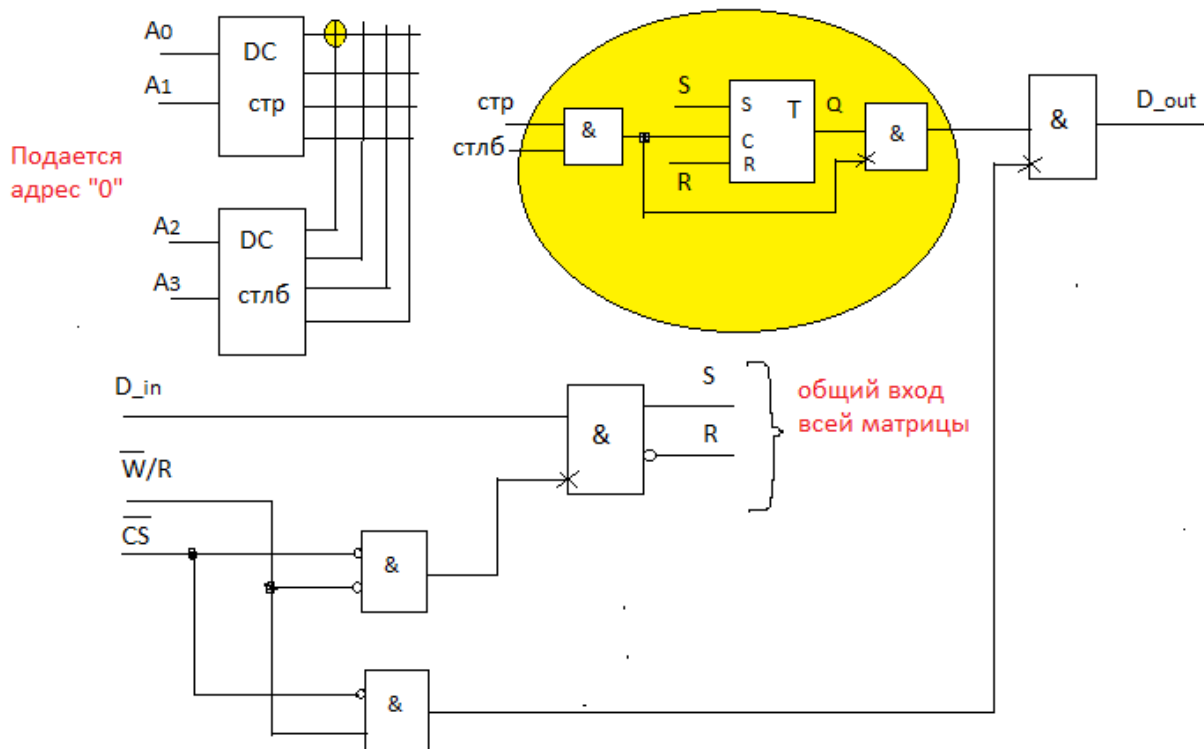 A0
A1
DC
стр
Подается
адрес "0"
A2
A3
DC
стлб
стр
стлб
&
S
R
S
C
R
T
Q
&
&
D_out
D_in
W/R
CS
&
S
R
общий вход
всей матрицы
&
&